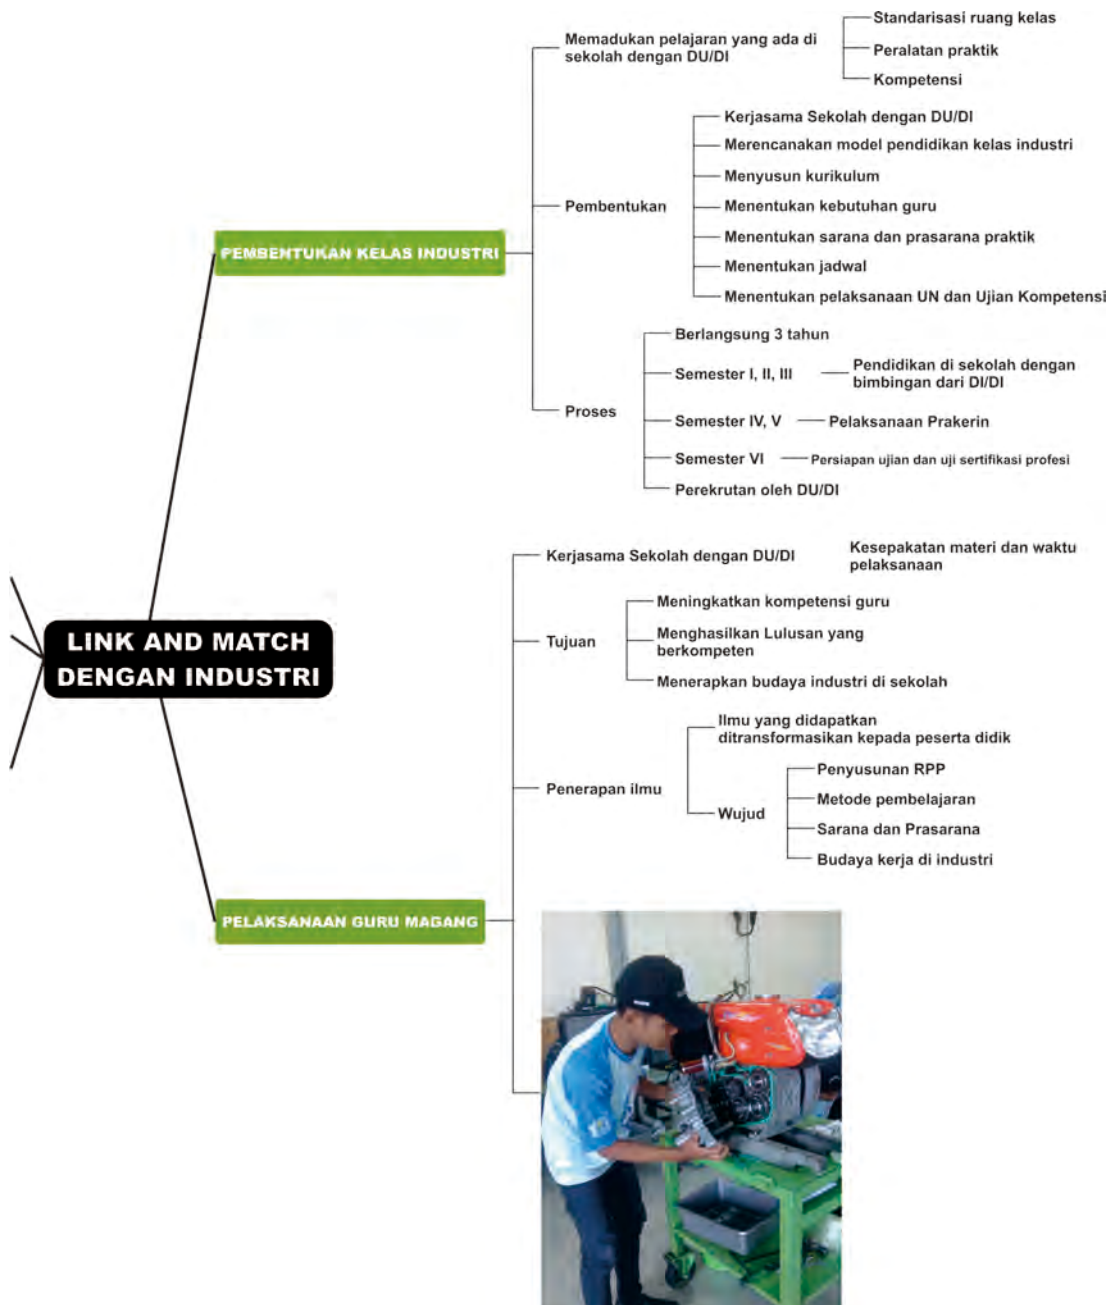 Standarisasi ruang kelas
Memadukan pelajaran yang ada di
sekolah dengan DU/DI
Peralatan praktik
Kompetensi
Kerjasama Sekolah dengan DU/DI
Merencanakan model pendidikan kelas industri
Menyusun kurikulum
Pembentukan
Menentukan kebutuhan guru
Menentukan sarana dan prasarana praktik
PEMBENTUKAN KELAS INDUSTRI
Menentukan jadwal
Menentukan pelaksanaan UN dan Ujian Kompetensi
Berlangsung 3 tahun
Semester I, II, III
Pendidikan di sekolah dengan
bimbingan dari DI/DI
Proses
Semester IV, V
Pelaksanaan Prakerin
Semester VI
Persiapan ujian dan uji sertifikasi profesi
Perekrutan oleh DU/DI
LINK AND MATCH
DENGAN INDUSTRI
Kerjasama Sekolah dengan DU/DI
Kesepakatan materi dan waktu
pelaksanaan
Tujuan
Meningkatkan kompetensi guru
Menghasilkan Lulusan yang
berkompeten
Menerapkan budaya industri di sekolah
Penerapan ilmu
Ilmu yang didapatkan
ditransformasikan kepada peserta didik
Wujud
Penyusunan RPP
Metode pembelajaran
Sarana dan Prasarana
Budaya kerja di industri
PELAKSANAAN GURU MAGANG